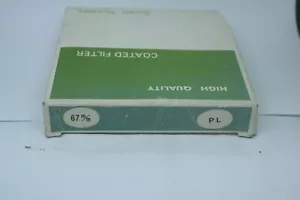 COATED FILTER
HIGH QUALITY
67 m/m
PL